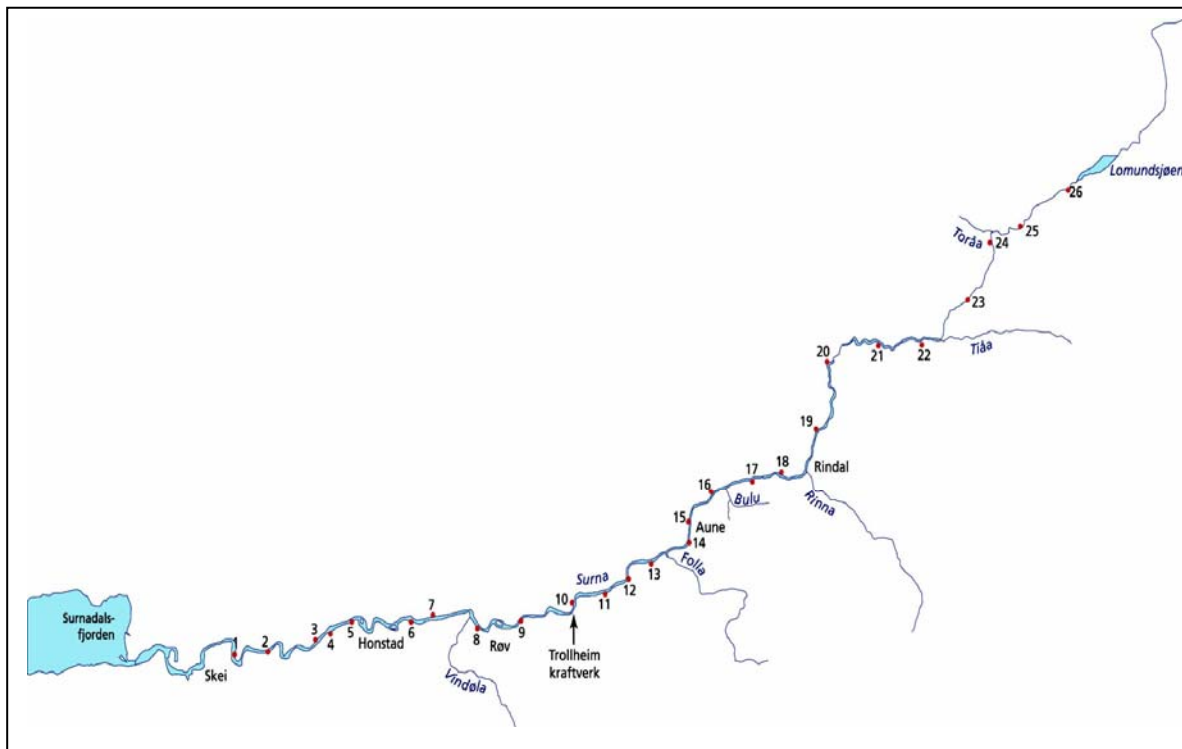 Lomundsjøen
26
25
Toråa
24
23
Tiåa
20
21
22
19
Rindal
18
17
16
Bulu
Rinna
15
Aune
14
Folla
13
Surna
12
11
10
Trollheim
kraftverk
9
Røv
8
7
Vindøla
6
Honstad
5
4
3
2
1
Skei
Surnadals-
fjorden